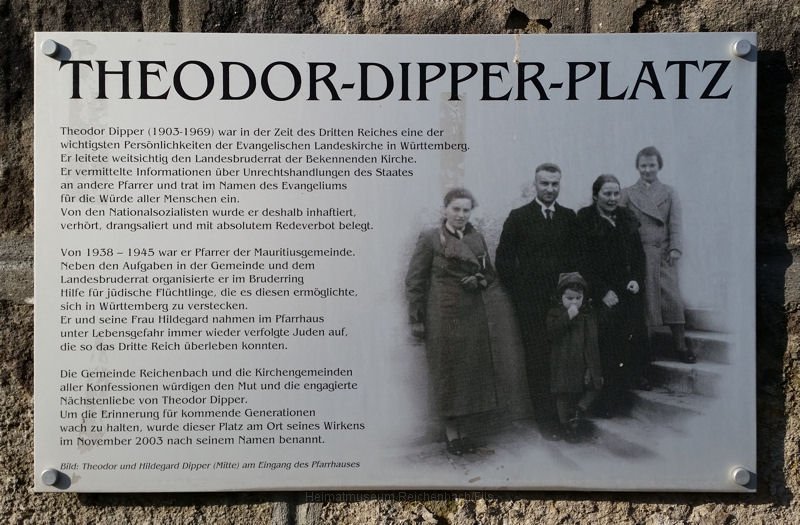 THEODOR-DIPPER-PLATZ
Theodor Dipper (1903-1969) war in der Zeit des Dritten Reiches eine der
wichtigsten Persönlichkeiten der Evangelischen Landeskirche in Württemberg.
Er leitete weitsichtig den Landesbruderrat der Bekennenden Kirche.
Er vermittelte Informationen über Unrechtshandlungen des Staates
an andere Pfarrer und trat im Namen des Evangeliums
für die Würde aller Menschen ein.
Von den Nationalsozialisten wurde er deshalb inhaftiert,
verhört, drangsaliert und mit absolutem Redeverbot belegt.
Von 1938 – 1945 war er Pfarrer der Mauritiusgemeinde.
Neben den Aufgaben in der Gemeinde und dem
Landesbruderrat organisierte er im Bruderring
Hilfe für jüdische Flüchtlinge, die es diesen ermöglichte,
sich in Württemberg zu verstecken.
Er und seine Frau Hildegard nahmen im Pfarrhaus
unter Lebensgefahr immer wieder verfolgte Juden auf,
die so das Dritte Reich überleben konnten.
Die Gemeinde Reichenbach und die Kirchengemeinden
aller Konfessionen würdigen den Mut und die engagierte
Nächstenliebe von Theodor Dipper.
Um die Erinnerung für kommende Generationen
wach zu halten, wurde dieser Platz am Ort seines Wirkens
im November 2003 nach seinem Namen benannt.
Bild: Theodor und Hildegard Dipper (Mitte) am Eingang des Pfarrhauses
Heimatmuseum Reichenbach/Fils